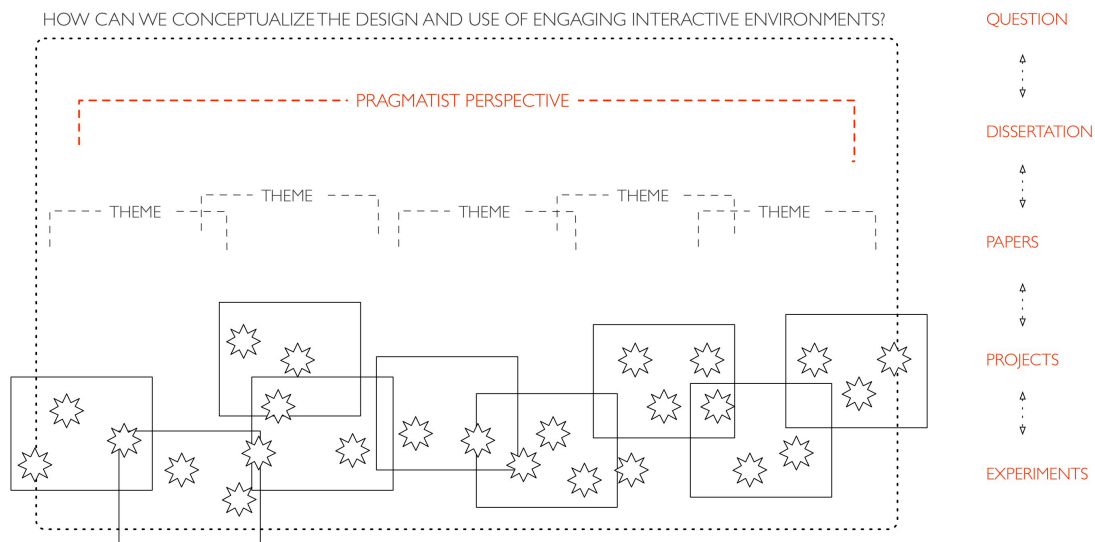 HOW CAN WE CONCEPTUALIZE THE DESIGN AND USE OF ENGAGING INTERACTIVE ENVIRONMENTS?
QUESTION
PRAGMATIST PERSPECTIVE
DISSERTATION
THEME
THEME
THEME
THEME
THEME
PAPERS
PROJECTS
EXPERIMENTS